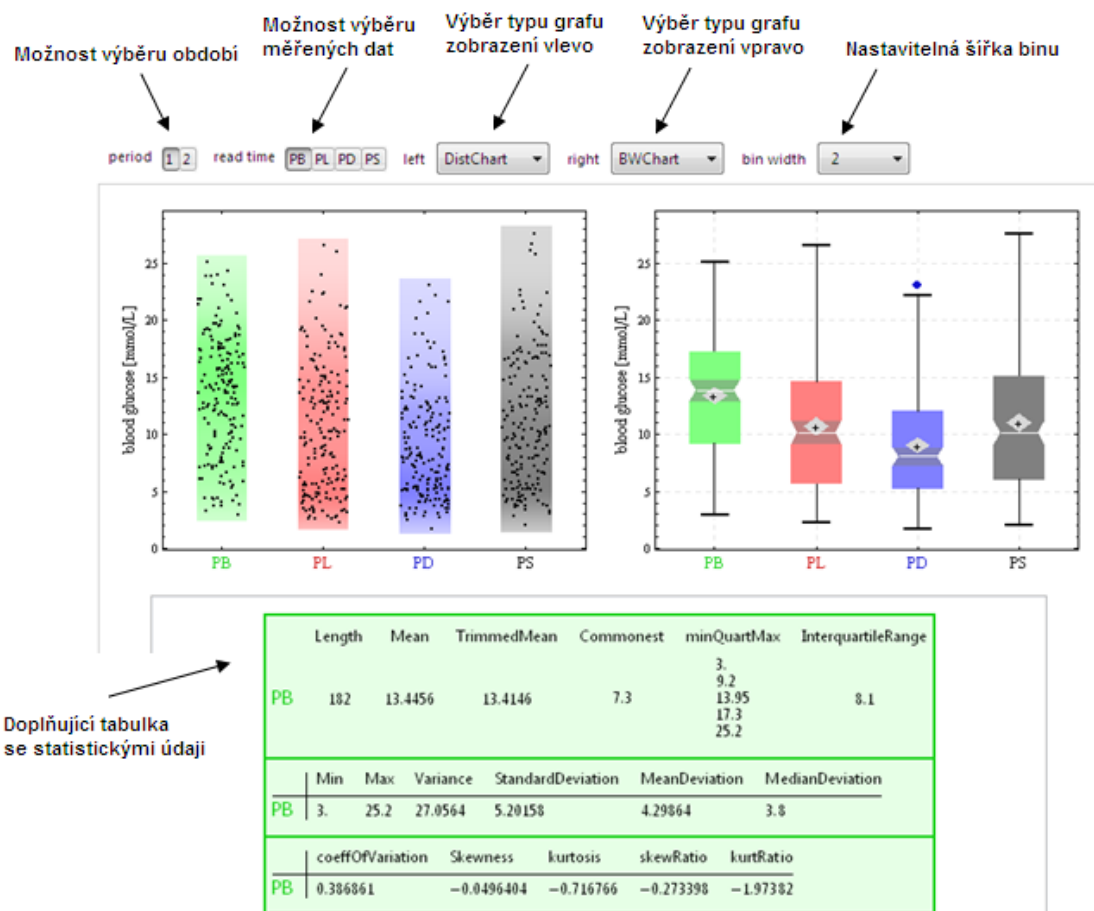 Možnost výběru období
Možnost výběru
měřených dat
Výběr typu grafu
zobrazení vlevo
Výběr typu grafu
zobrazení vpravo
Nastavitelná šířka binu
period 1 2 read time PB PL PD PS left DistChart right BWChart bin width 2
blood glucose [mmol/L]
25
20
15
10
5
0
PB PL PD PS
blood glucose [mmol/L]
25
20
15
10
5
0
PB PL PD PS
Doplňující tabulka
se statistickými údaji
Length Mean TrimmedMean Commonest minQuartMax InterquartileRange
3.
9.2
PB 182 13.4456 13.4146 7.3 13.95 8.1
17.3
25.2
Min Max Variance StandardDeviation MeanDeviation MedianDeviation
PB 3. 25.2 27.0564 5.20158 4.29864 3.8
coeffOfVariation Skewness kurtosis skewRatio kurtRatio
PB 0.386861 −0.0496404 −0.716766 −0.273398 −1.97382